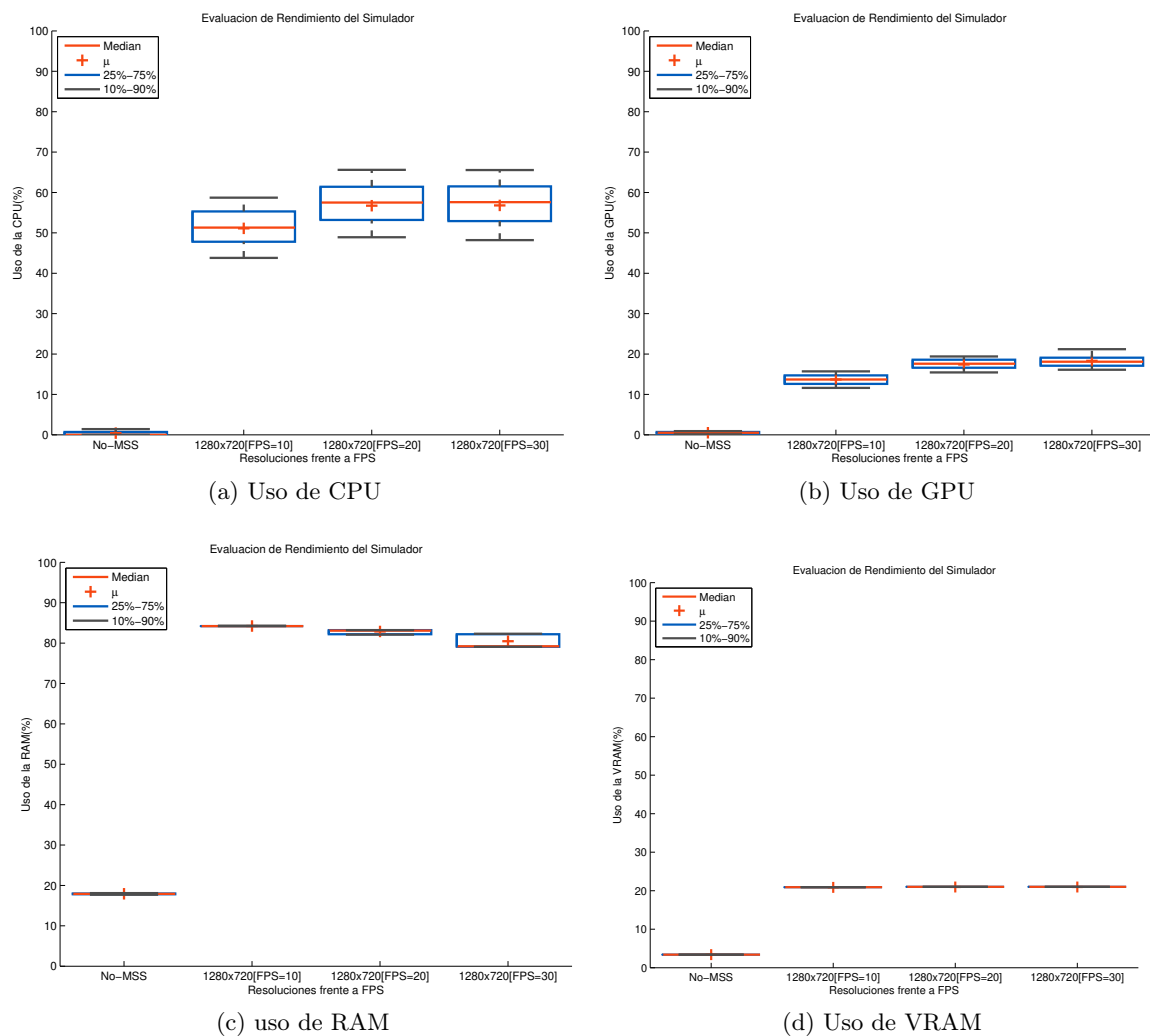 Evaluacion de Rendimiento del Simulador
100
90
80
70
60
50
40
30
20
10
0
Uso de la CPU(%)
Median
μ
25%−75%
10%−90%
No−MSS
1280x720[FPS=10]
1280x720[FPS=20]
1280x720[FPS=30]
Resoluciones frente a FPS
(a) Uso de CPU
Evaluacion de Rendimiento del Simulador
100
90
80
70
60
50
40
30
20
10
0
Uso de la GPU(%)
Median
μ
25%−75%
10%−90%
No−MSS
1280x720[FPS=10]
1280x720[FPS=20]
1280x720[FPS=30]
Resoluciones frente a FPS
(b) Uso de GPU
Evaluacion de Rendimiento del Simulador
100
90
80
70
60
50
40
30
20
10
0
Uso de la RAM(%)
Median
μ
25%−75%
10%−90%
No−MSS
1280x720[FPS=10]
1280x720[FPS=20]
1280x720[FPS=30]
Resoluciones frente a FPS
(c) uso de RAM
Evaluacion de Rendimiento del Simulador
100
90
80
70
60
50
40
30
20
10
0
Uso de la VRAM(%)
Median
μ
25%−75%
10%−90%
No−MSS
1280x720[FPS=10]
1280x720[FPS=20]
1280x720[FPS=30]
Resoluciones frente a FPS
(d) Uso de VRAM